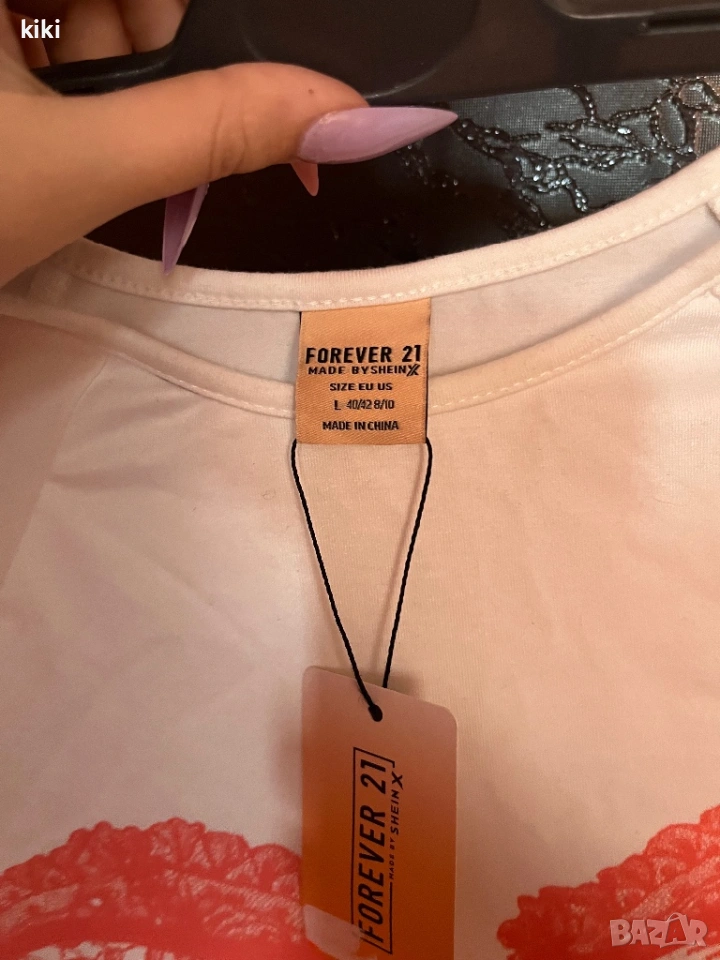 kiki
FOREVER 21
MADE BY SHEIN X
SIZE EU US
L 40/42 8/10
MADE IN CHINA
FOREVER 21
MADE BY SHEIN X
BAZAR